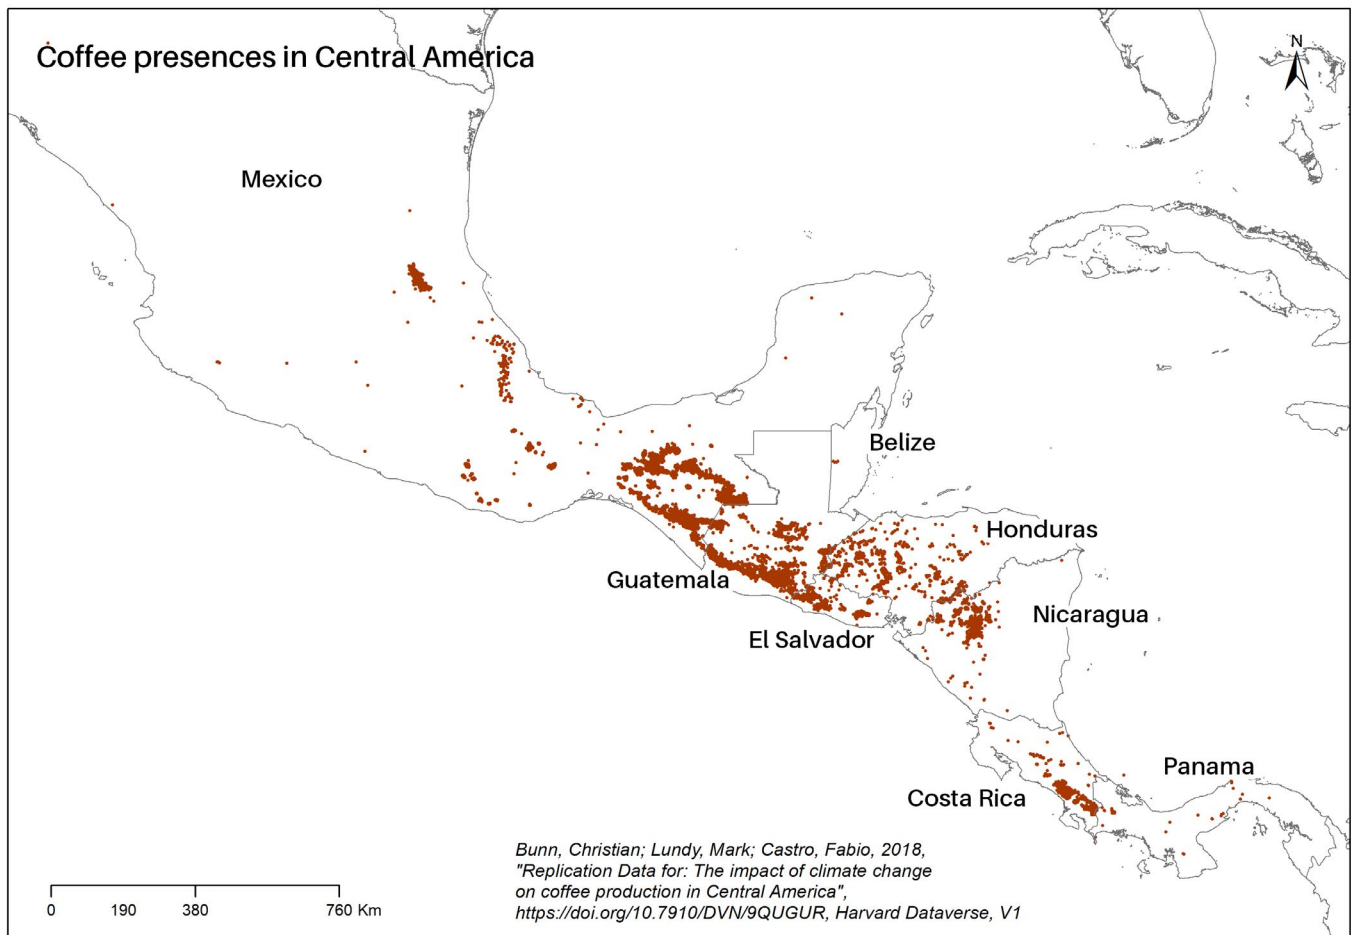 Coffee presences in Central America
N
Mexico
Belize
Honduras
Guatemala
Nicaragua
El Salvador
Panama
Costa Rica
Bunn, Christian; Lundy, Mark; Castro, Fabio, 2018,
"Replication Data for: The impact of climate change
on coffee production in Central America",
https://doi.org/10.7910/DVN/9QUGUR, Harvard Dataverse, V1
0 190 380 760 Km